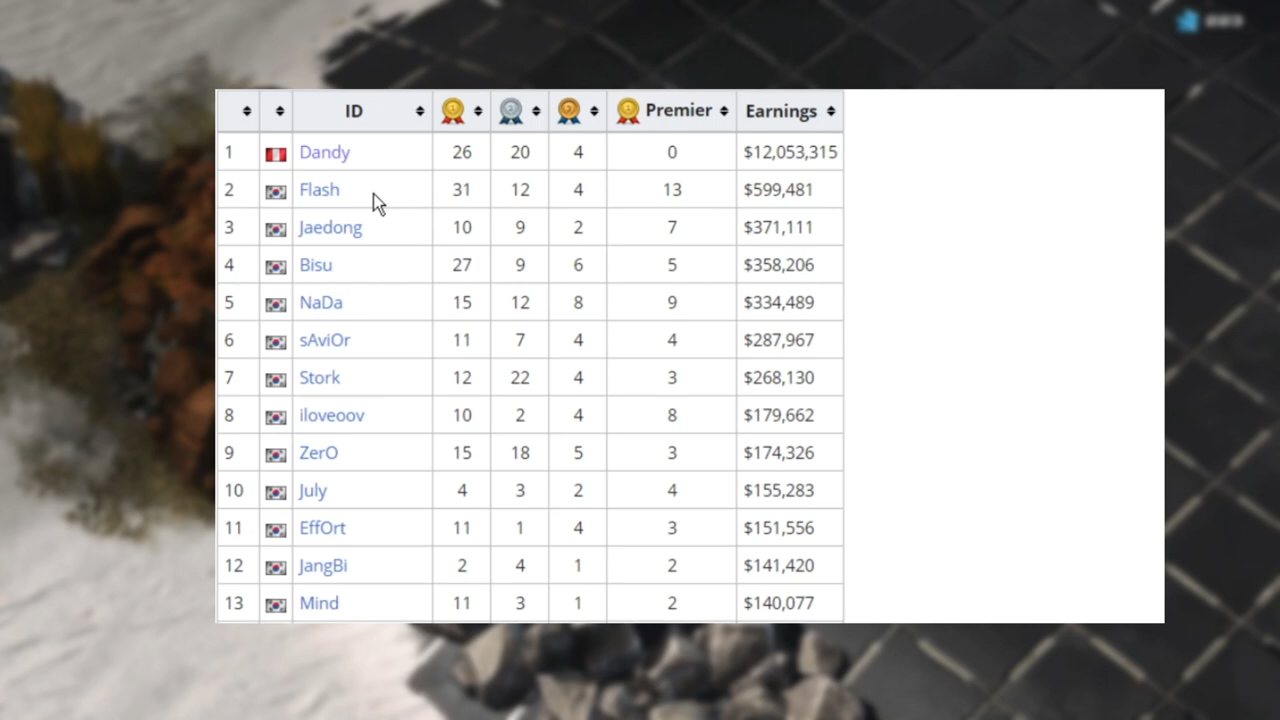 ID Premier Earnings
1 Dandy 26 20 4 0 $12,053,315
2 Flash 31 12 4 13 $599,481
3 Jaedong 10 9 2 7 $371,111
4 Bisu 27 9 6 5 $358,206
5 NaDa 15 12 8 9 $334,489
6 sAviOr 11 7 4 4 $287,967
7 Stork 12 22 4 3 $268,130
8 iloveoov 10 2 4 8 $179,662
9 ZerO 15 18 5 3 $174,326
10 July 4 3 2 4 $155,283
11 EffOrt 11 1 4 3 $151,556
12 JangBi 2 4 1 2 $141,420
13 Mind 11 3 1 2 $140,077